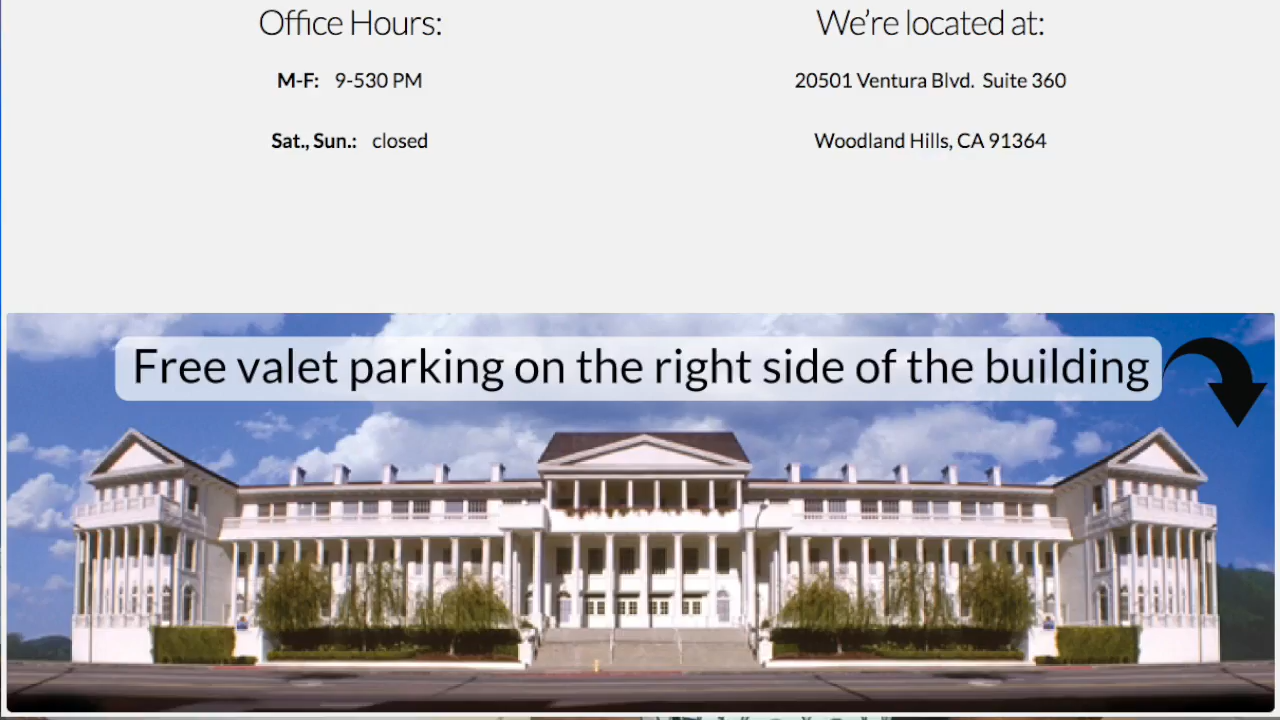 Office Hours:
M-F: 9-530 PM
Sat., Sun.: closed
We’re located at:
20501 Ventura Blvd. Suite 360
Woodland Hills, CA 91364
Free valet parking on the right side of the building